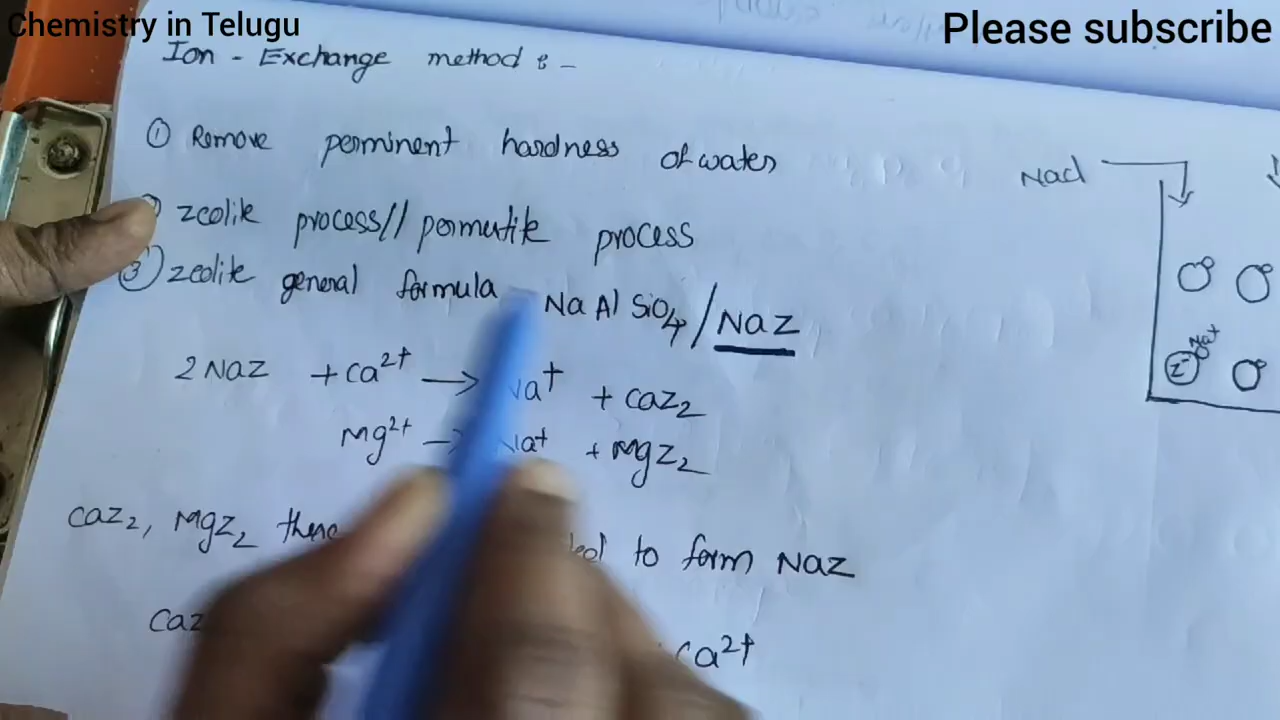 Chemistry in Telugu
Please subscribe
Ion - Exchange method :-
① Remove perminent hardness of water
zeolite process// permutik process
③ zeolite general formula NaAlSiO4 / NaZ
2NaZ + Ca2+ → Na+ + CaZ2
Mg2+ → Na+ + MgZ2
CaZ2, MgZ2 to form NaZ
Ca2+
NaCl